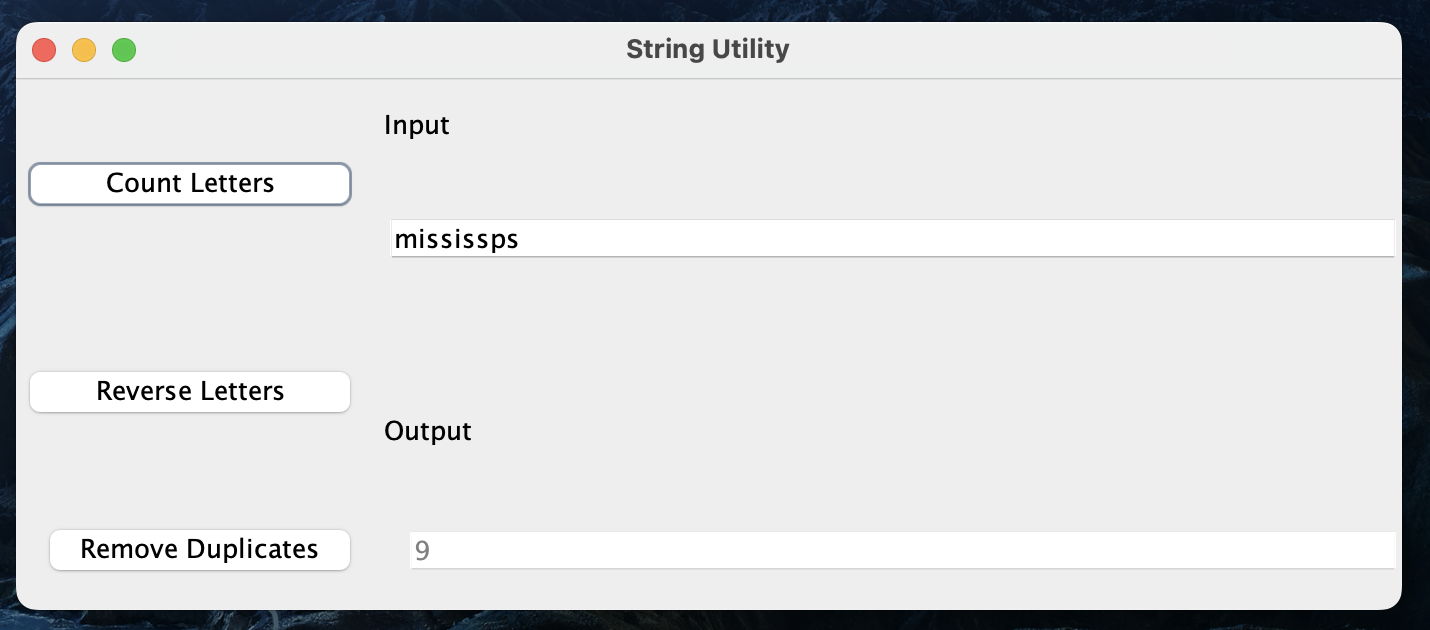 String Utility
Input
Count Letters
mississps
Reverse Letters
Output
Remove Duplicates
9